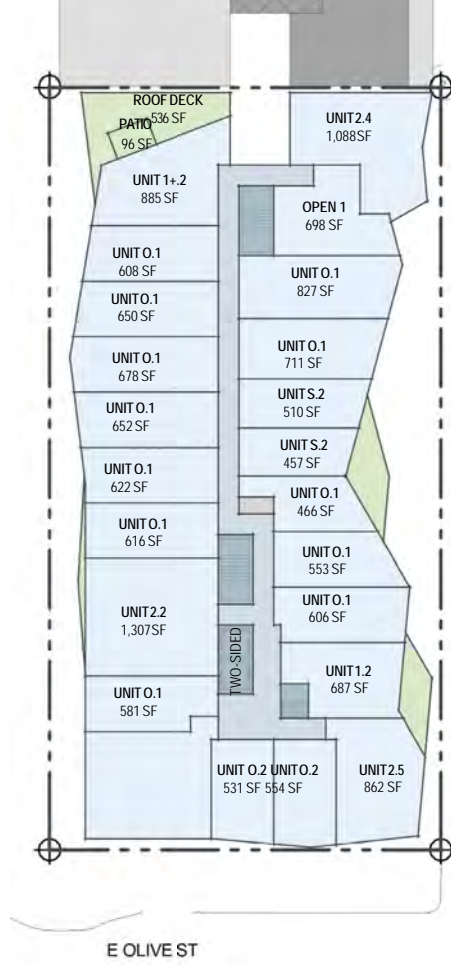 ROOF DECK
536 SF
PATIO
96 SF
UNIT 2.4
1,088 SF
UNIT 1+.2
885 SF
OPEN 1
698 SF
UNIT O.1
608 SF
UNIT O.1
827 SF
UNIT O.1
650 SF
UNIT O.1
711 SF
UNIT O.1
678 SF
UNIT S.2
510 SF
UNIT O.1
652 SF
UNIT S.2
457 SF
UNIT O.1
622 SF
UNIT O.1
466 SF
UNIT O.1
616 SF
UNIT O.1
553 SF
UNIT 2.2
1,307 SF
UNIT O.1
606 SF
TWO-SIDED
UNIT O.1
581 SF
UNIT 1.2
687 SF
UNIT O.2 UNIT O.2
531 SF 554 SF
UNIT 2.5
862 SF
E OLIVE ST